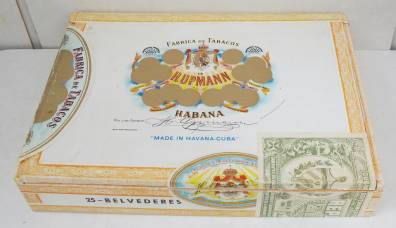 FABRICA DE TABACOS
H. UPMANN
HABANA
"MADE IN HAVANA-CUBA"
FABRICA DE TABACOS
25-BELVEDERES